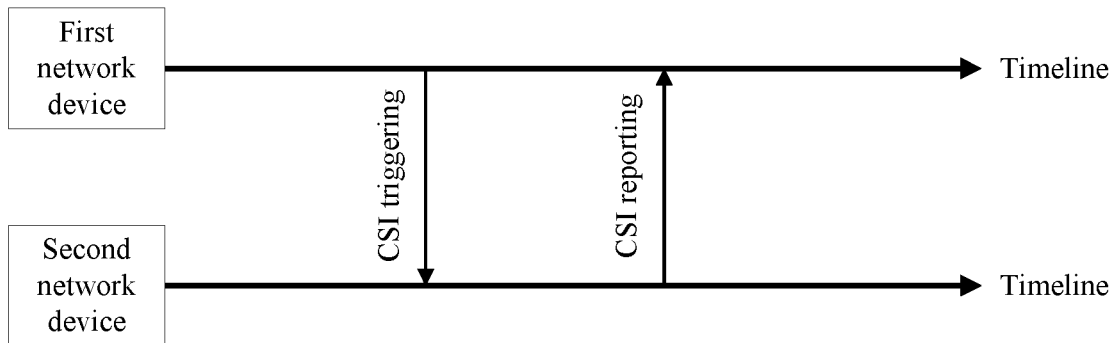 First
network
device
Timeline
CSI triggering
CSI reporting
Second
network
device
Timeline